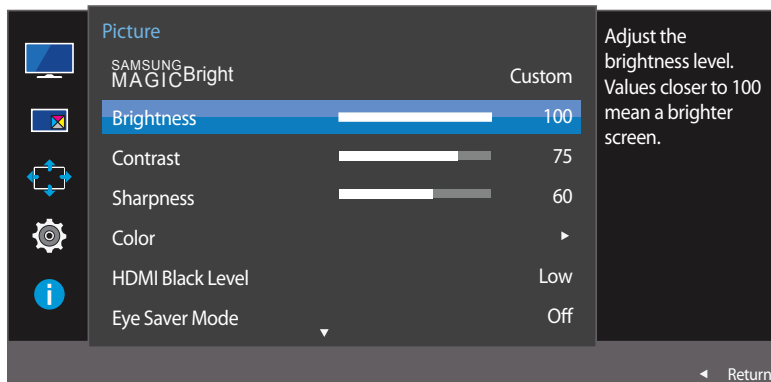 Picture
SAMSUNG
MAGICBright Custom
Brightness 100
Contrast 75
Sharpness 60
Color
HDMI Black Level Low
Eye Saver Mode Off
Adjust the
brightness level.
Values closer to 100
mean a brighter
screen.
Return